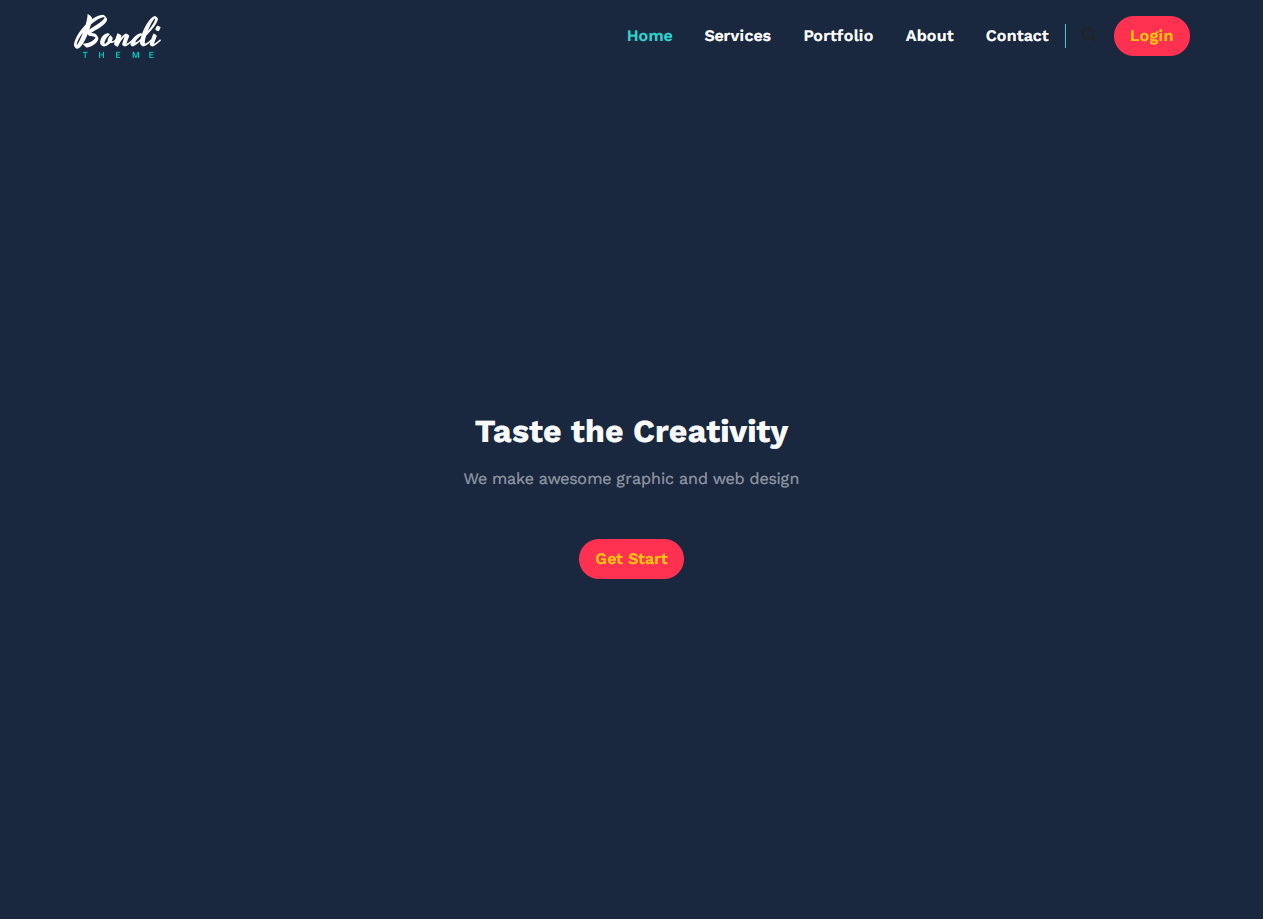 Bondi
THEME
Home Services Portfolio About Contact Login
Taste the Creativity
We make awesome graphic and web design
Get Start